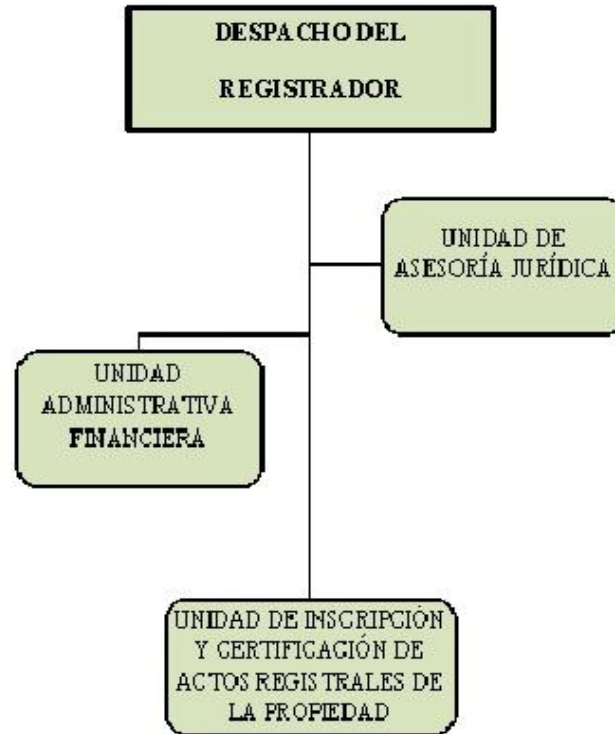 DESPACHO DEL
REGISTRADOR
UNIDAD DE
ASESORÍA JURÍDICA
UNIDAD
ADMINISTRATIVA
FINANCIERA
UNIDAD DE INSCRIPCIÓN
Y CERTIFICACIÓN DE
ACTOS REGISTRALES DE
LA PROPIEDAD